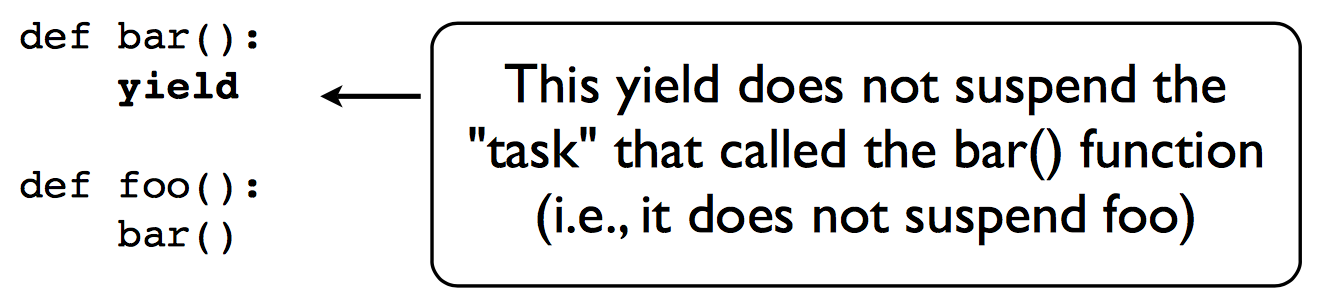 def bar():
    yield
def foo():
    bar()
This yield does not suspend the
"task" that called the bar() function
(i.e., it does not suspend foo)